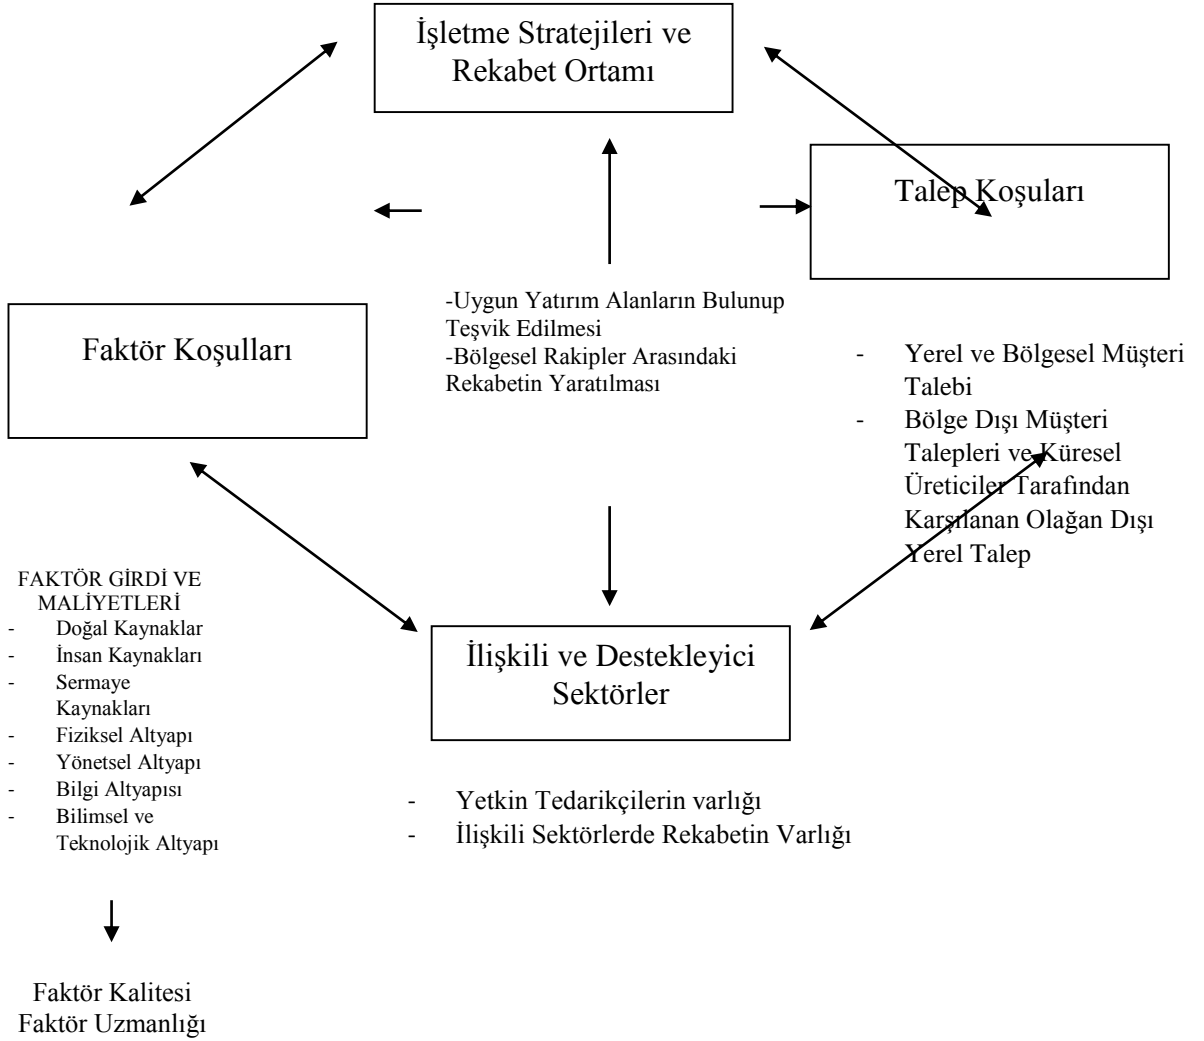 İşletme Stratejileri ve
Rekabet Ortamı
Talep Koşuları
Faktör Koşulları
-Uygun Yatırım Alanların Bulunup
Teşvik Edilmesi
-Bölgesel Rakipler Arasındaki
Rekabetin Yaratılması
- Yerel ve Bölgesel Müşteri
Talebi
- Bölge Dışı Müşteri
Talepleri ve Küresel
Üreticiler Tarafından
Karşılanan Olağan Dışı
Yerel Talep
FAKTÖR GİRDİ VE
MALİYETLERİ
- Doğal Kaynaklar
- İnsan Kaynakları
- Sermaye
Kaynakları
- Fiziksel Altyapı
- Yönetsel Altyapı
- Bilgi Altyapısı
- Bilimsel ve
Teknolojik Altyapı
İlişkili ve Destekleyici
Sektörler
- Yetkin Tedarikçilerin varlığı
- İlişkili Sektörlerde Rekabetin Varlığı
Faktör Kalitesi
Faktör Uzmanlığı